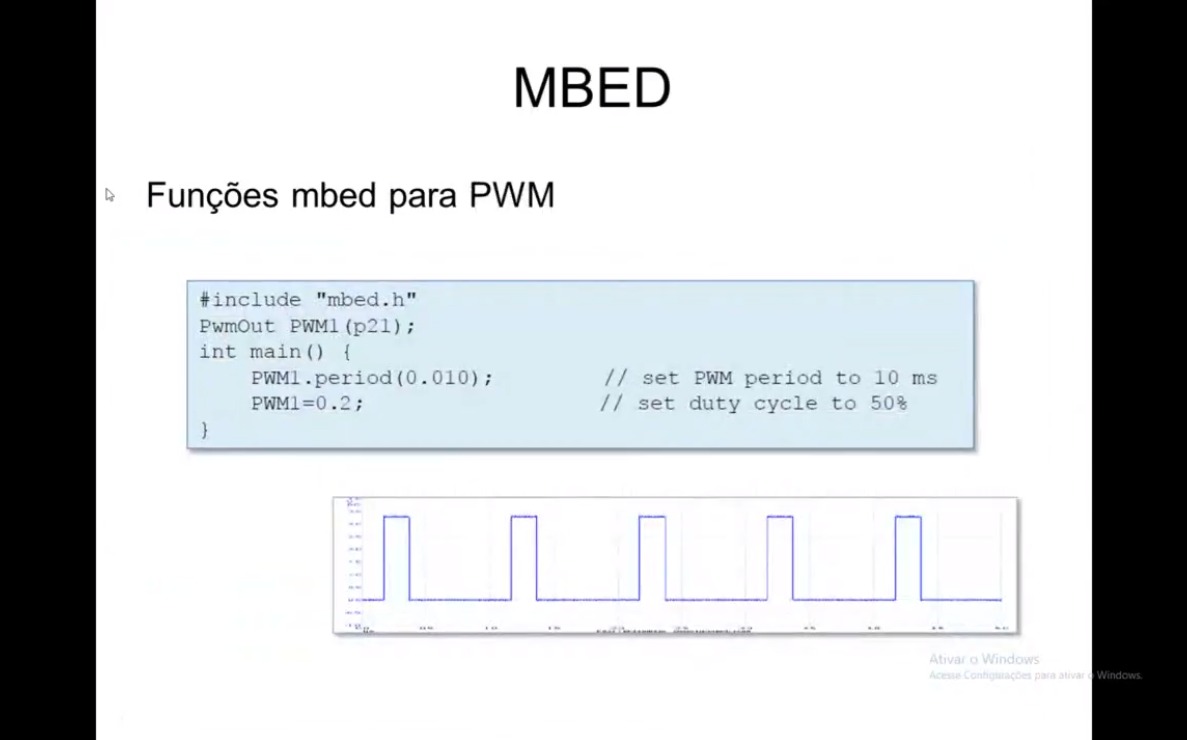 MBED
Funções mbed para PWM
#include "mbed.h"
PwmOut PWM1(p21);
int main() {
PWM1.period(0.010); // set PWM period to 10 ms
PWM1=0.2; // set duty cycle to 50%
}
Ativar o Windows
Acesse Configurações para ativar o Windows.